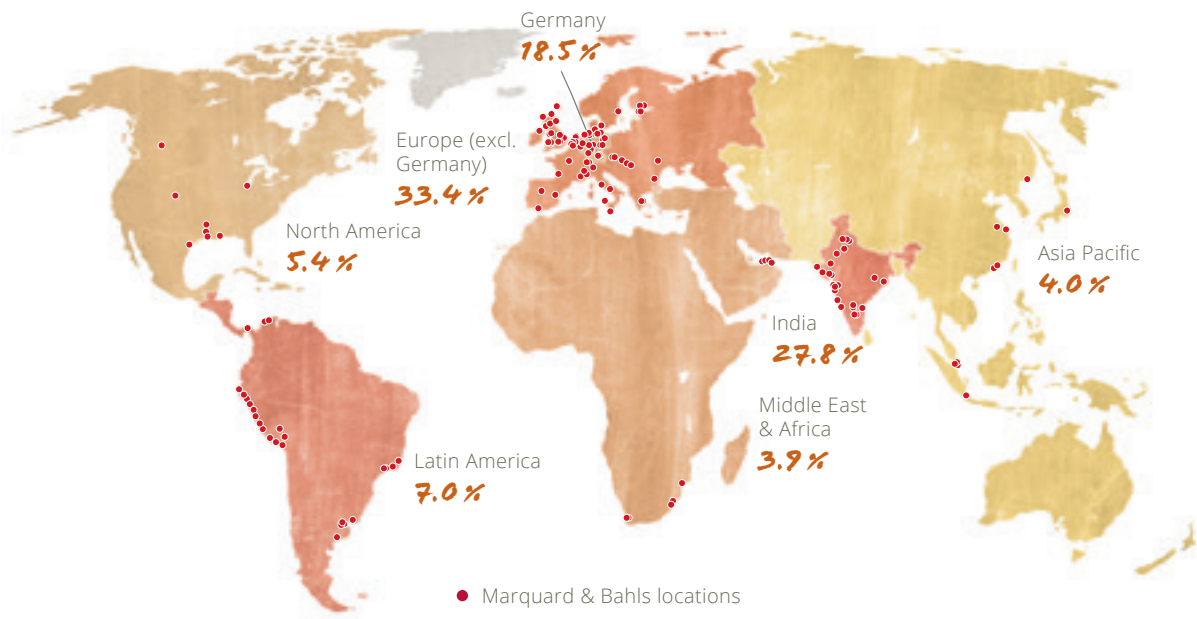 Germany
18.5 %
Europe (excl.
Germany)
33.4 %
North America
5.4 %
Asia Pacific
4.0 %
India
27.8 %
Middle East
& Africa
3.9 %
Latin America
7.0 %
Marquard & Bahls locations